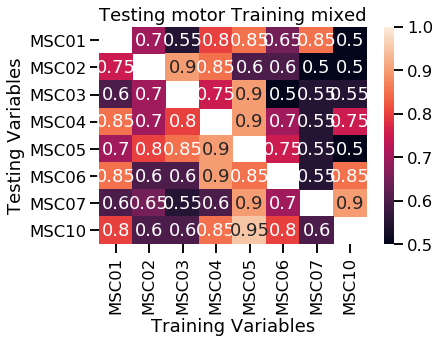 Testing motor Training mixed
Testing Variables
MSC01 0.7 0.55 0.8 0.85 0.65 0.85 0.5
MSC02 0.75 0.9 0.85 0.6 0.6 0.5 0.5
MSC03 0.6 0.7 0.75 0.9 0.5 0.55 0.55
MSC04 0.85 0.7 0.8 0.9 0.7 0.55 0.75
MSC05 0.7 0.8 0.85 0.9 0.75 0.55 0.5
MSC06 0.85 0.6 0.6 0.9 0.85 0.55 0.85
MSC07 0.6 0.65 0.55 0.6 0.9 0.7 0.9
MSC10 0.8 0.6 0.6 0.85 0.95 0.8 0.6
MSC01 MSC02 MSC03 MSC04 MSC05 MSC06 MSC07 MSC10
Training Variables
1.0
0.9
0.8
0.7
0.6
0.5